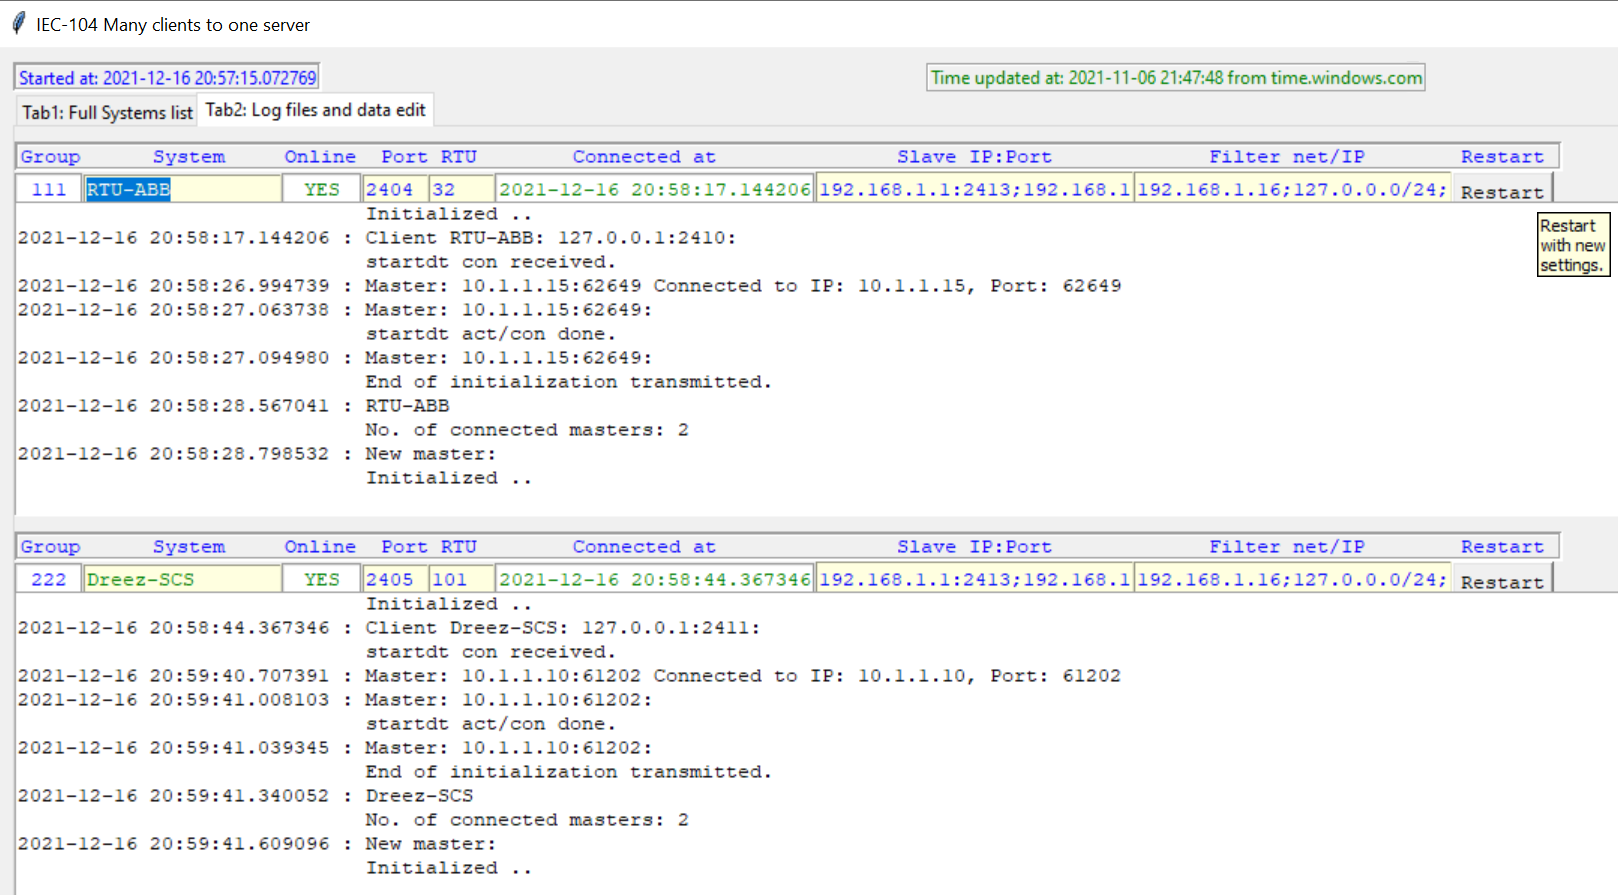 IEC-104 Many clients to one server
Started at: 2021-12-16 20:57:15.072769 Time updated at: 2021-11-06 21:47:48 from time.windows.com
Tab1: Full Systems list Tab2: Log files and data edit
Group System Online Port RTU Connected at Slave IP:Port Filter net/IP Restart
111 RTU-ABB YES 2404 32 2021-12-16 20:58:17.144206 192.168.1.1:2413;192.168.1 192.168.1.16;127.0.0.0/24; Restart
Initialized ..
2021-12-16 20:58:17.144206 : Client RTU-ABB: 127.0.0.1:2410:
startdt con received.
2021-12-16 20:58:26.994739 : Master: 10.1.1.15:62649 Connected to IP: 10.1.1.15, Port: 62649
2021-12-16 20:58:27.063738 : Master: 10.1.1.15:62649:
startdt act/con done.
2021-12-16 20:58:27.094980 : Master: 10.1.1.15:62649:
End of initialization transmitted.
2021-12-16 20:58:28.567041 : RTU-ABB
No. of connected masters: 2
2021-12-16 20:58:28.798532 : New master:
Initialized ..
Restart
with new
settings.
Group System Online Port RTU Connected at Slave IP:Port Filter net/IP Restart
222 Dreez-SCS YES 2405 101 2021-12-16 20:58:44.367346 192.168.1.1:2413;192.168.1 192.168.1.16;127.0.0.0/24; Restart
Initialized ..
2021-12-16 20:58:44.367346 : Client Dreez-SCS: 127.0.0.1:2411:
startdt con received.
2021-12-16 20:59:40.707391 : Master: 10.1.1.10:61202 Connected to IP: 10.1.1.10, Port: 61202
2021-12-16 20:59:41.008103 : Master: 10.1.1.10:61202:
startdt act/con done.
2021-12-16 20:59:41.039345 : Master: 10.1.1.10:61202:
End of initialization transmitted.
2021-12-16 20:59:41.340052 : Dreez-SCS
No. of connected masters: 2
2021-12-16 20:59:41.609096 : New master:
Initialized ..